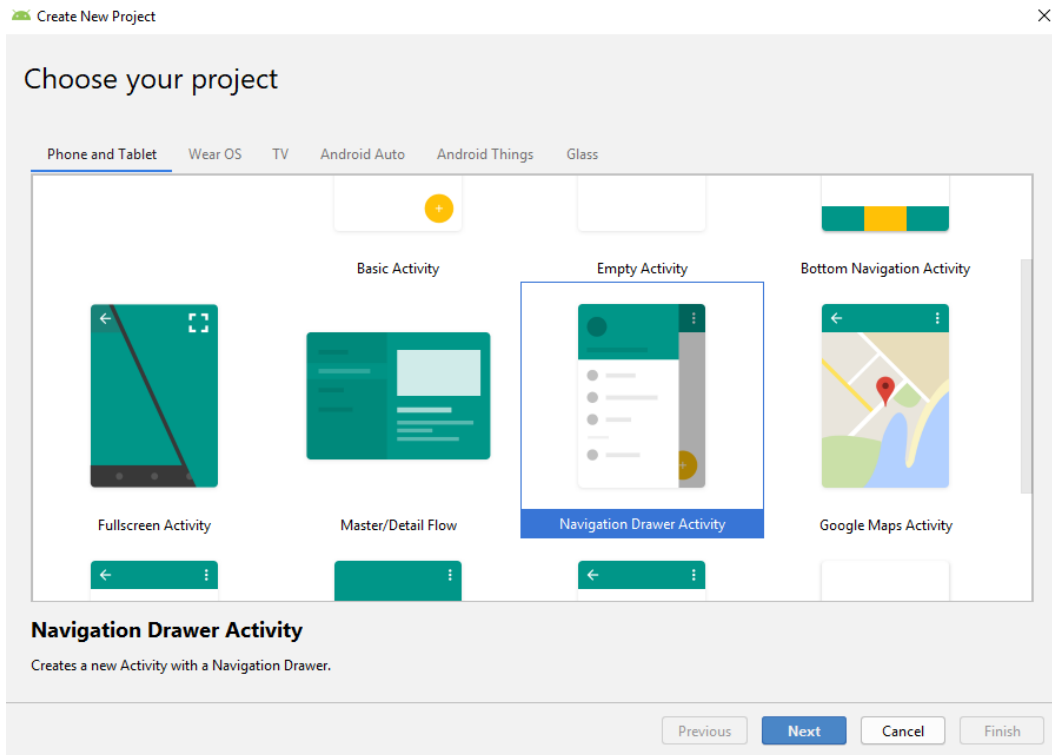 Create New Project
Choose your project
Phone and Tablet Wear OS TV Android Auto Android Things Glass
Basic Activity Empty Activity Bottom Navigation Activity
Fullscreen Activity Master/Detail Flow Navigation Drawer Activity Google Maps Activity
Navigation Drawer Activity
Creates a new Activity with a Navigation Drawer.
Previous Next Cancel Finish